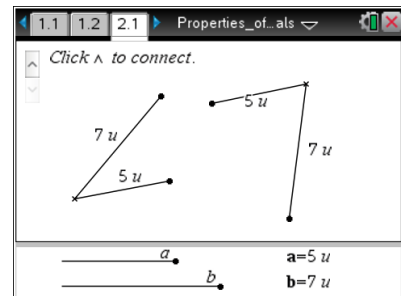 1.1 1.2 2.1 Properties_of...als
Click ʌ to connect.
5 u
7 u
7 u
5 u
a
a=5 u
b
b=7 u